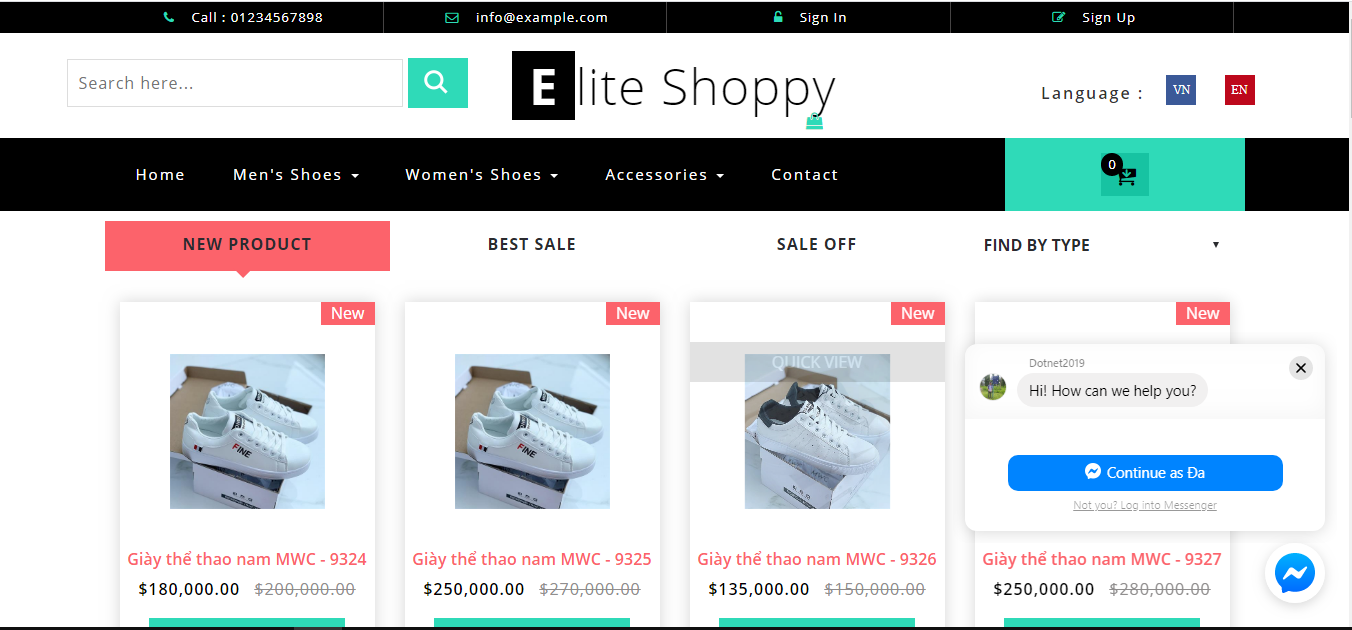 Call : 01234567898
info@example.com
Sign In
Sign Up
Search here...
Elite Shoppy
Language :
VN
EN
Home
Men's Shoes
Women's Shoes
Accessories
Contact
0
NEW PRODUCT
BEST SALE
SALE OFF
FIND BY TYPE
New
New
New
New
QUICK VIEW
FINE
FINE
Dotnet2019
Hi! How can we help you?
Continue as Đa
Not you? Log into Messenger
Giày thể thao nam MWC - 9324
Giày thể thao nam MWC - 9325
Giày thể thao nam MWC - 9326
Giày thể thao nam MWC - 9327
$180,000.00 $200,000.00
$250,000.00 $270,000.00
$135,000.00 $150,000.00
$250,000.00 $280,000.00